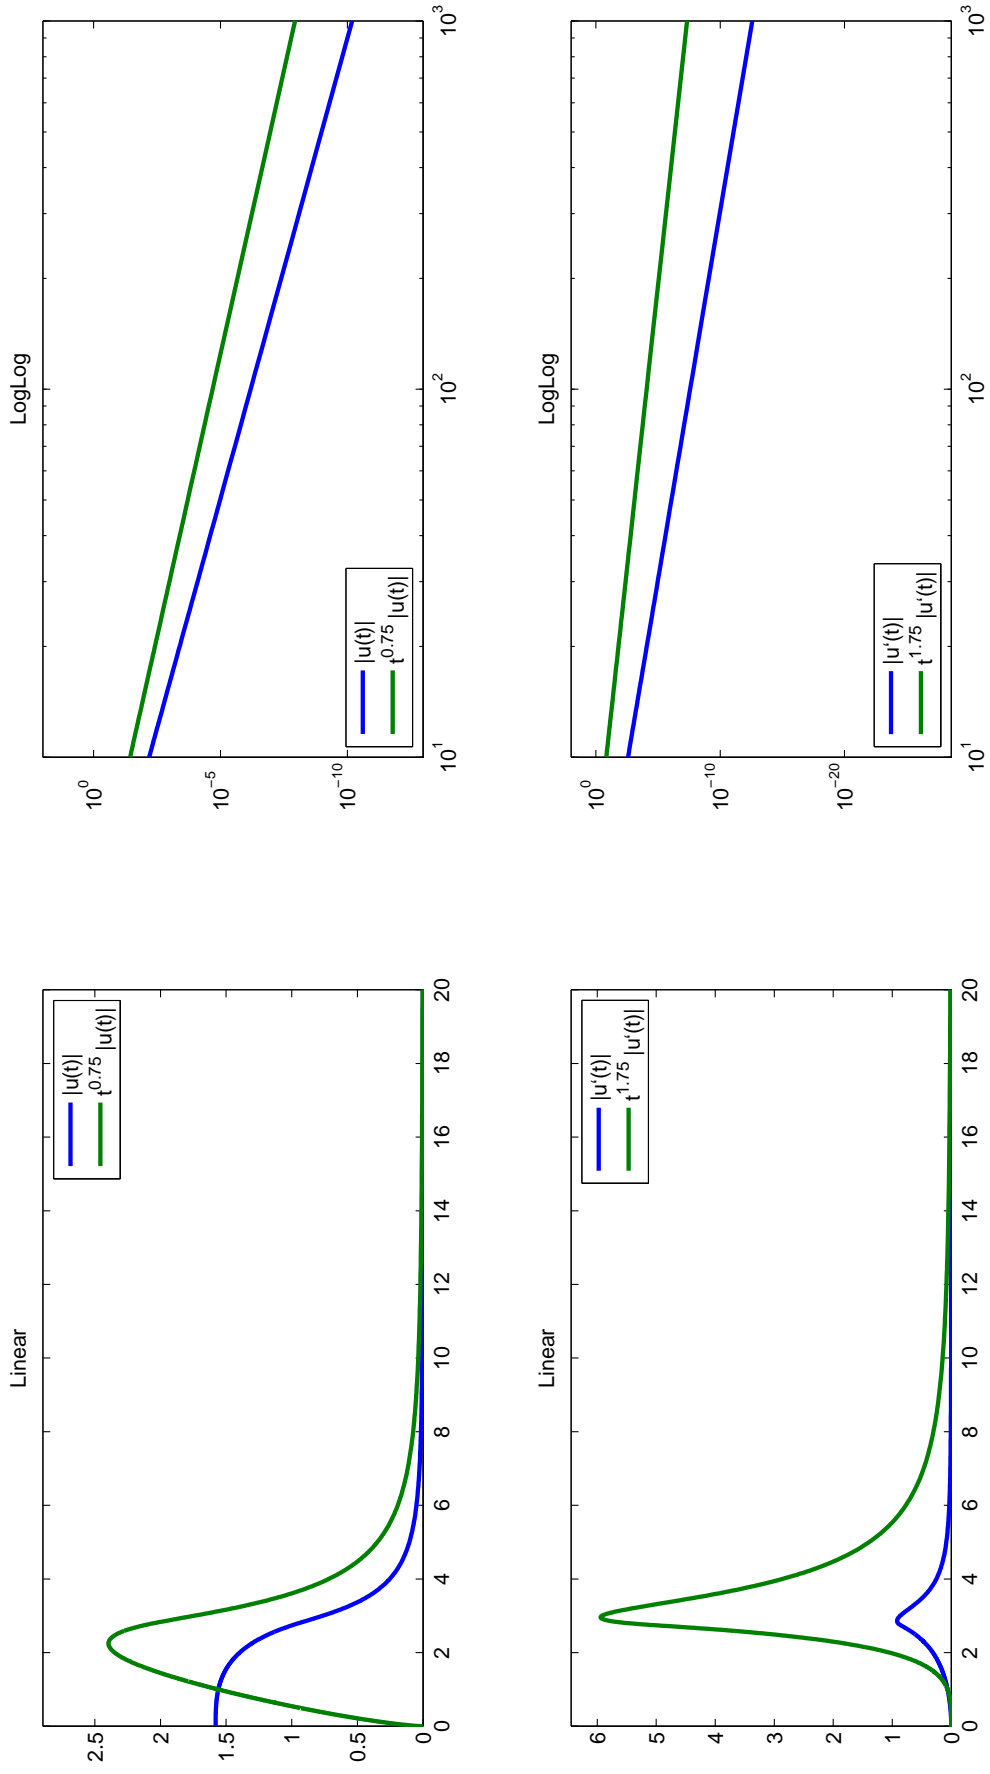 Linear
2.5
2
1.5
1
0.5
0
0 2 4 6 8 10 12 14 16 18 20
|u(t)|
t^0.75 |u(t)|
LogLog
10^0
10^−5
10^−10
10^1 10^2 10^3
|u(t)|
t^0.75 |u(t)|
Linear
6
5
4
3
2
1
0
0 2 4 6 8 10 12 14 16 18 20
|u‘(t)|
t^1.75 |u‘(t)|
LogLog
10^0
10^−10
10^−20
10^1 10^2 10^3
|u‘(t)|
t^1.75 |u‘(t)|